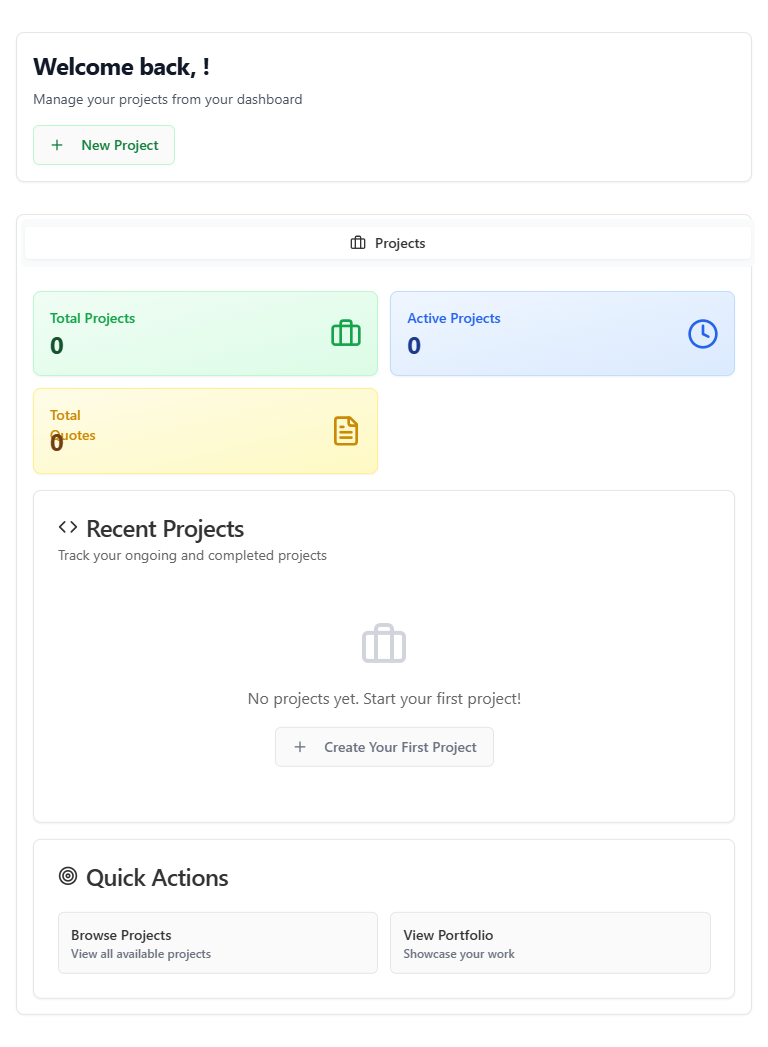 Welcome back, !
Manage your projects from your dashboard
New Project
Projects
Total Projects
0
Active Projects
0
Total
Quotes
0
Recent Projects
Track your ongoing and completed projects
No projects yet. Start your first project!
Create Your First Project
Quick Actions
Browse Projects
View all available projects
View Portfolio
Showcase your work